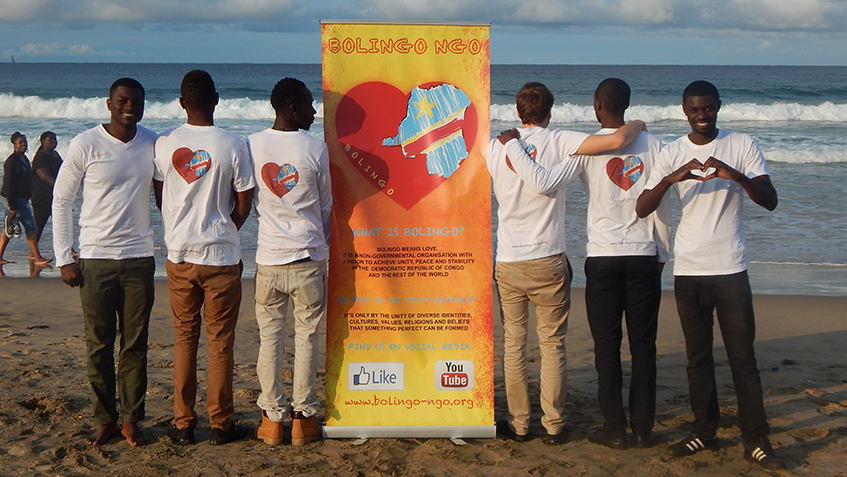 BOLINGO NGO
BOLINGO
WHAT IS BOLINGO?
BOLINGO MEANS LOVE.
IT IS A NON-GOVERNMENTAL ORGANISATION WITH
A VISION TO ACHIEVE UNITY, PEACE AND STABILITY
IN THE DEMOCRATIC REPUBLIC OF CONGO
AND THE REST OF THE WORLD
IT'S ONLY BY THE UNITY OF DIVERSE IDENTITIES,
CULTURES, VALUES, RELIGIONS AND BELIEFS
THAT SOMETHING PERFECT CAN BE FORMED
FIND US ON SOCIAL MEDIA
Like
You
Tube
www.bolingo-ngo.org